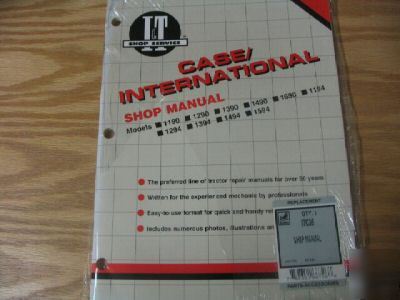 I&T
SHOP SERVICE
CASE/
INTERNATIONAL
SHOP MANUAL
Models ■ 1190 ■ 1290 ■ 1390 ■ 1490 ■ 1690 ■ 1194
■ 1294 ■ 1394 ■ 1494 ■ 1594
● The preferred line of tractor repair manuals for over 50 years
● Written for the experienced mechanic by professionals
● Easy-to-use format for quick and handy re
● Includes numerous photos, illustrations an
REPLACEMENT
QTY. 1
SHOP MANUAL
PARTS·ACCESSORIES